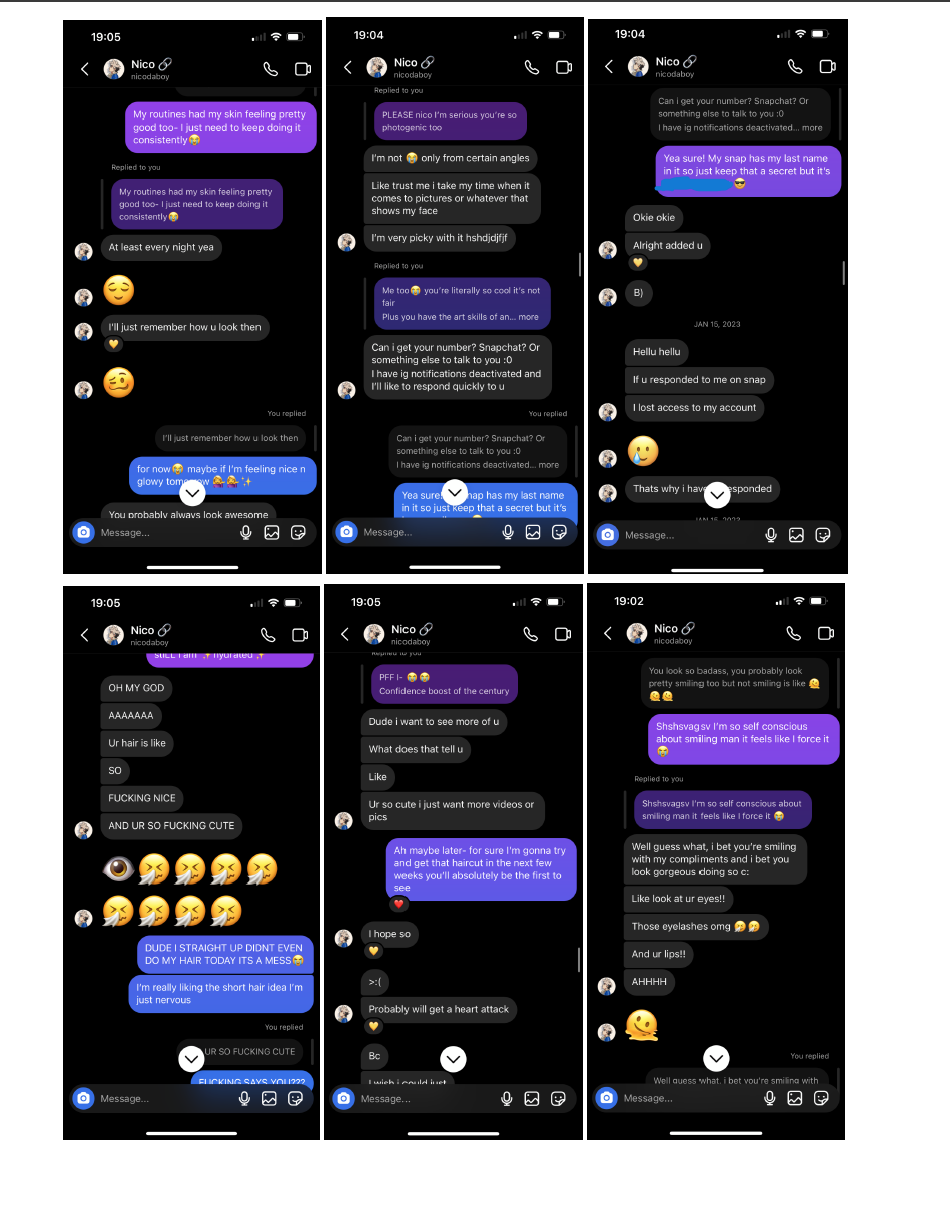 19:05
Nico
nicodaboy
My routines had my skin feeling pretty
good too- I just need to keep doing it
consistently😭
Replied to you
My routines had my skin feeling pretty
good too- I just need to keep doing it
consistently😭
At least every night yea
😌
I'll just remember how u look then
🥴
You replied
I'll just remember how u look then
for now😭 maybe if I'm feeling nice n
glowy
You probably always look awesome
Message...
19:04
Nico
nicodaboy
Replied to you
PLEASE nico I'm serious you're so
photogenic too
I'm not 😭 only from certain angles
Like trust me i take my time when it
comes to pictures or whatever that
shows my face
I'm very picky with it hshdjdjfjf
Replied to you
Me too😭 you're literally so cool it's not
fair
Plus you have the art skills of an... more
Can i get your number? Snapchat? Or
something else to talk to you :0
I have ig notifications deactivated and
I'll like to respond quickly to u
You replied
Can i get your number? Snapchat? Or
something else to talk to you :0
I have ig notifications deactivated... more
Yea sure! snap has my last name
in it so just keep that a secret but it's
Message...
19:04
Nico
nicodaboy
Can i get your number? Snapchat? Or
something else to talk to you :0
I have ig notifications deactivated... more
Yea sure! My snap has my last name
in it so just keep that a secret but it's
😎
Okie okie
Alright added u
B)
JAN 15, 2023
Hellu hellu
If u responded to me on snap
I lost access to my account
🥲
Thats why i
JAN 15, 2023
Message...
19:05
Nico
nicodaboy
still I am ✨hydrated ✨
OH MY GOD
AAAAAAA
Ur hair is like
SO
FUCKING NICE
AND UR SO FUCKING CUTE
👁🤧🤧🤧🤧
🤧🤧🤧🤧
DUDE I STRAIGHT UP DIDNT EVEN
DO MY HAIR TODAY ITS A MESS😭
I'm really liking the short hair idea I'm
just nervous
You replied
UR SO FUCKING CUTE
FUCKING SAYS YOU???
Message...
19:05
Nico
nicodaboy
Replied to you
PFF I- 😭😭
Confidience boost of the century
Dude i want to see more of u
What does that tell u
Like
Ur so cute i just want more videos or
pics
Ah maybe later- for sure I'm gonna try
and get that haircut in the next few
weeks you'll absolutely be the first to
see
I hope so
>:(
Probably will get a heart attack
Bc
I wish i could just
Message...
19:02
Nico
nicodaboy
You look so badass, you probably look
pretty smiling too but not smiling is like 🫠
🫠🫠
Shshsvagsv I'm so self conscious
about smiling man it feels like I force it
😭
Replied to you
Shshsvagsv I'm so self conscious about
smiling man it feels like I force it 😭
Well guess what, i bet you're smiling
with my compliments and i bet you
look gorgeous doing so c:
Like look at ur eyes!!
Those eyelashes omg 🤧🤧
And ur lips!!
AHHHH
🫠
You replied
Well guess what, i bet you're smiling with
Message...